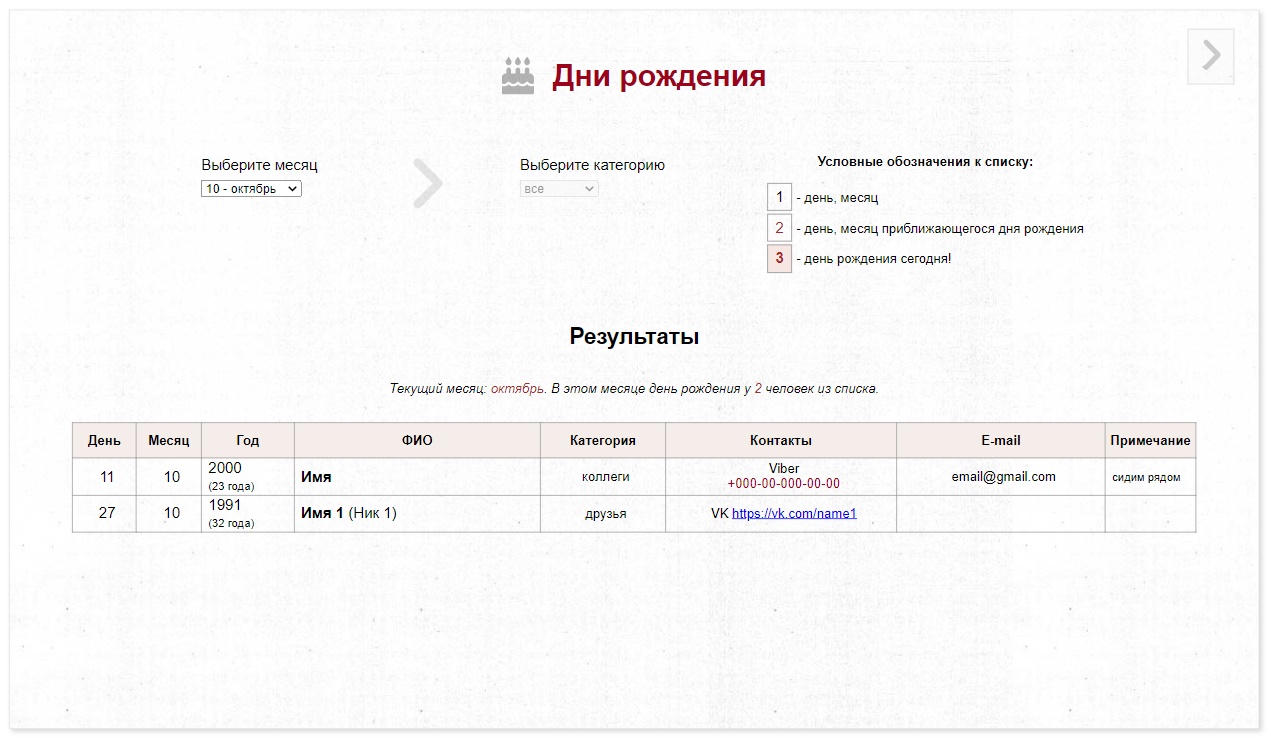 Дни рождения
Выберите месяц
10 - октябрь
Выберите категорию
все
Условные обозначения к списку:
1 - день, месяц
2 - день, месяц приближающегося дня рождения
3 - день рождения сегодня!
Результаты
Текущий месяц: октябрь. В этом месяце день рождения у 2 человек из списка.
День Месяц Год ФИО Категория Контакты E-mail Примечание
11 10 2000 (23 года) Имя коллеги Viber +000-00-000-00-00 email@gmail.com сидим рядом
27 10 1991 (32 года) Имя 1 (Ник 1) друзья VK https://vk.com/name1